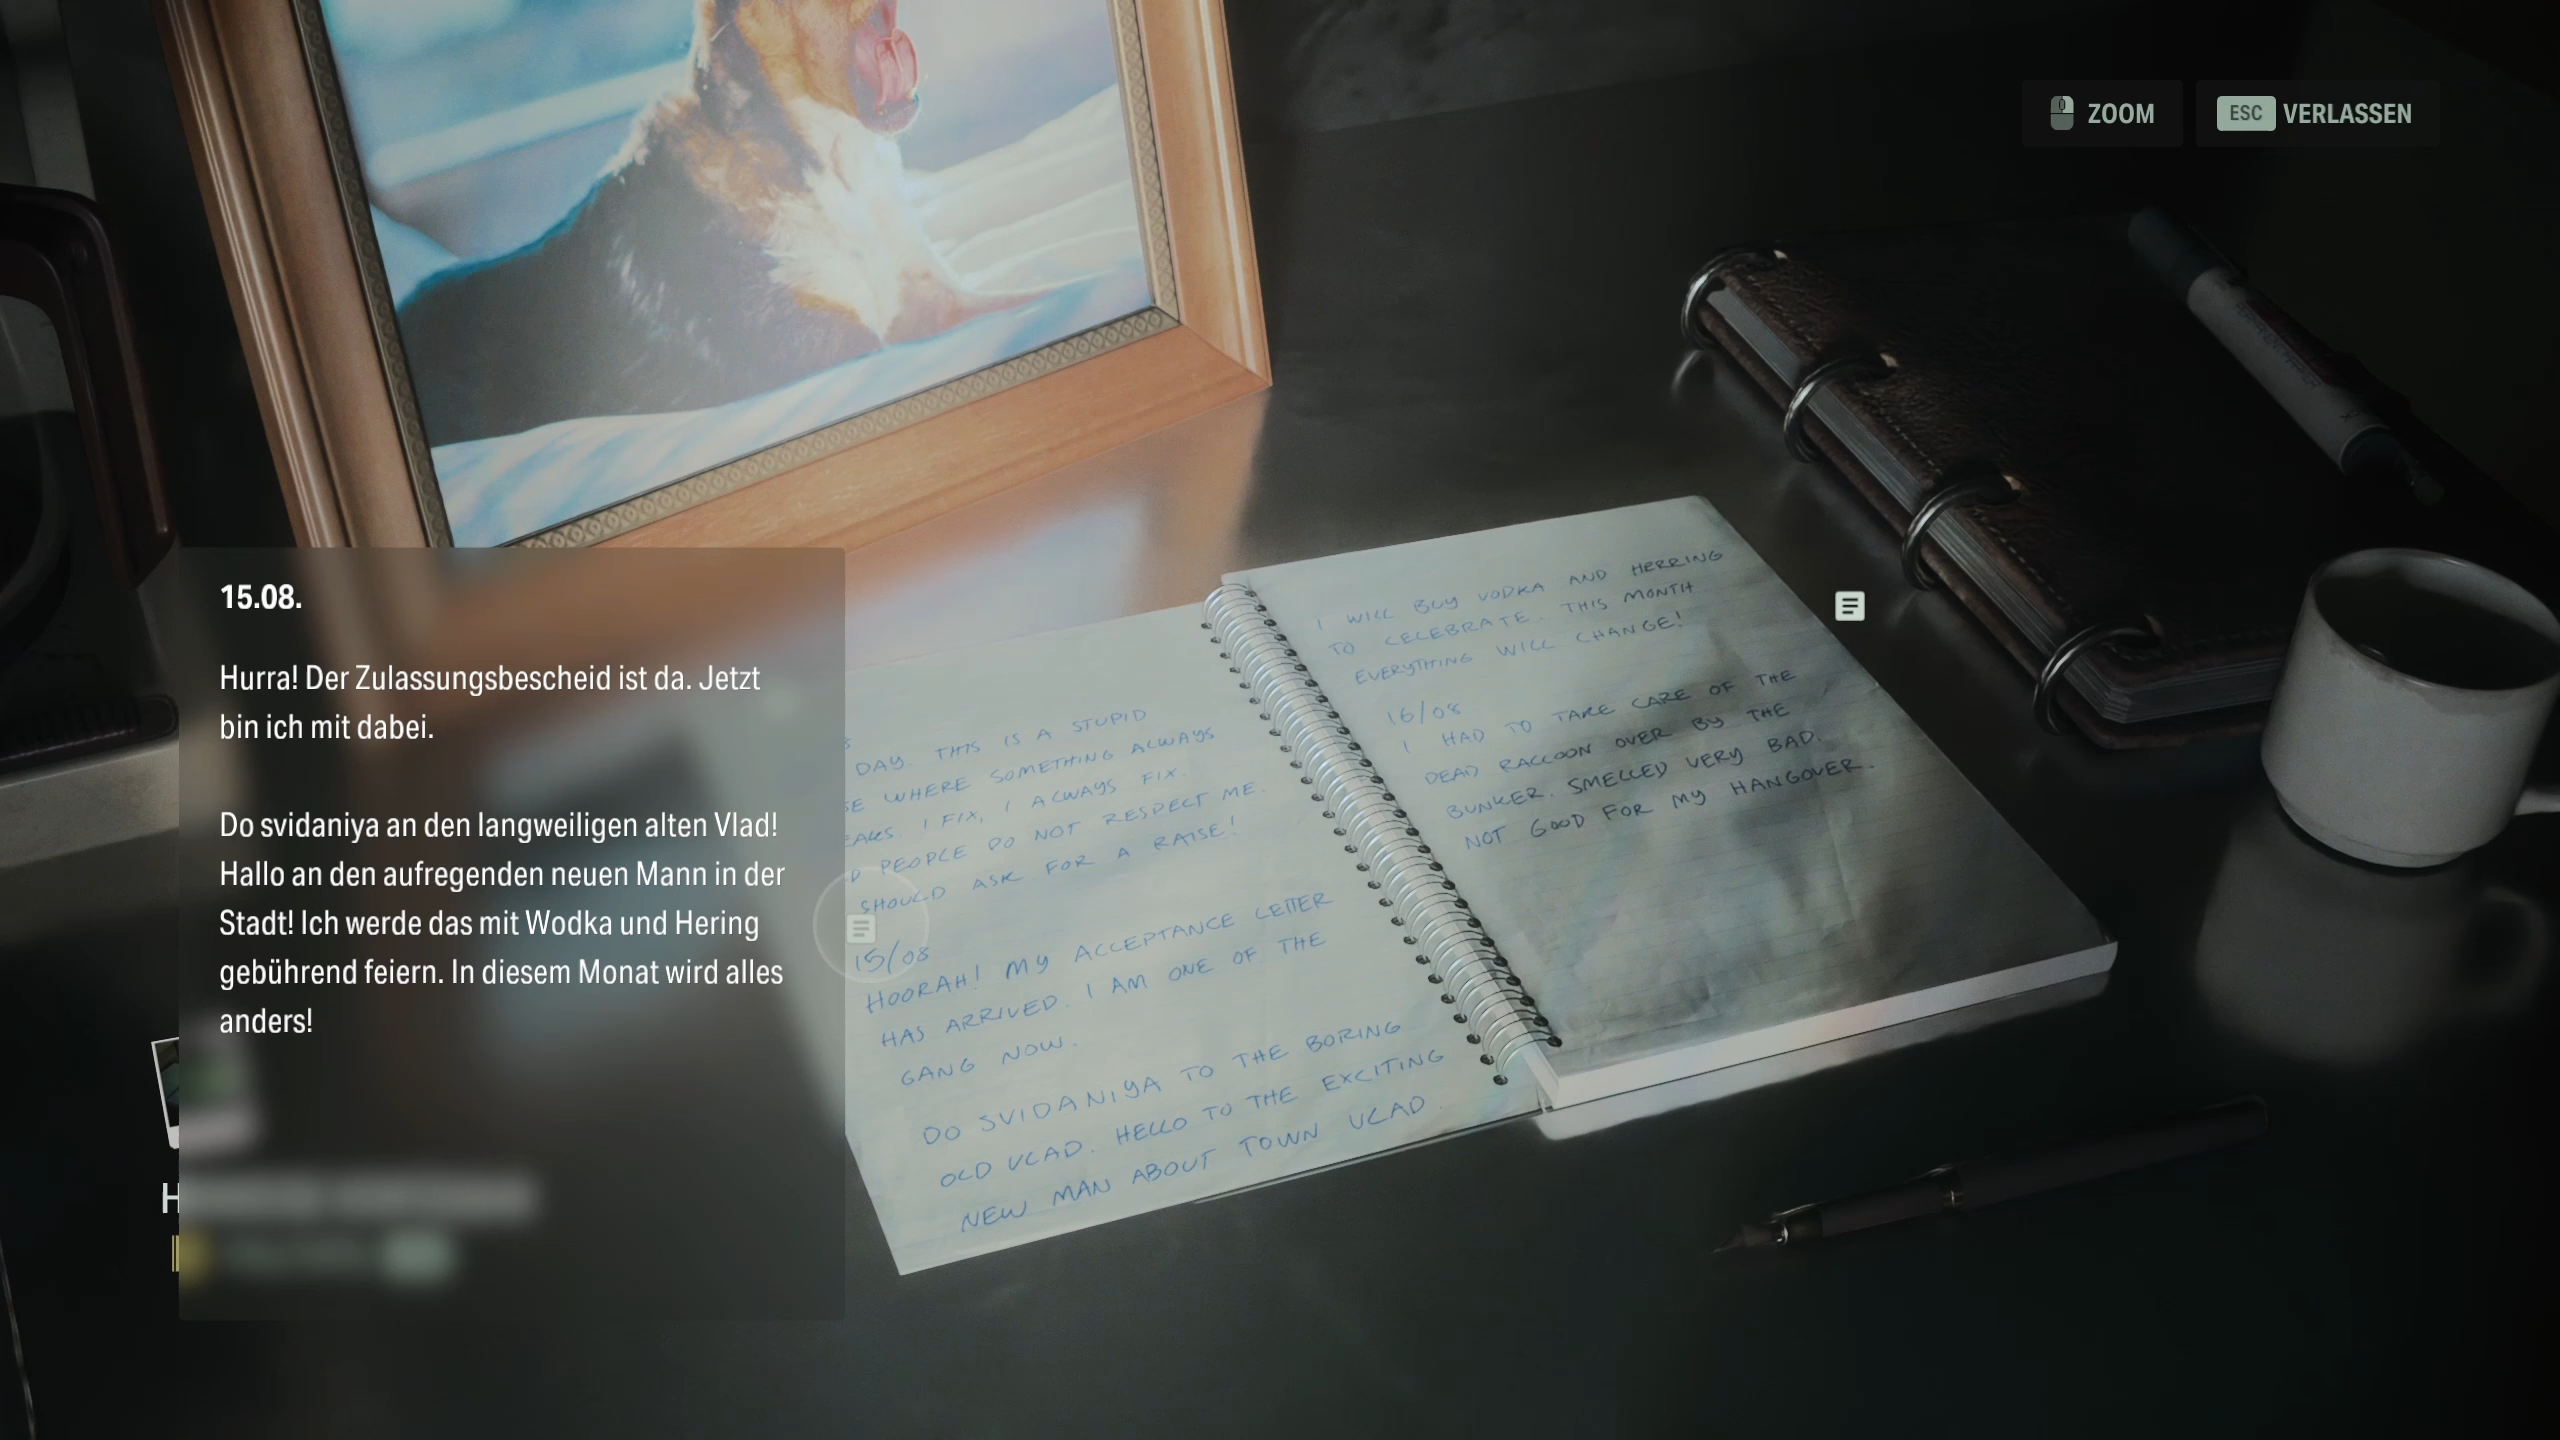 ZOOM
ESC VERLASSEN
15.08.
Hurra! Der Zulassungsbescheid ist da. Jetzt
bin ich mit dabei.
Do svidaniya an den langweiligen alten Vlad!
Hallo an den aufregenden neuen Mann in der
Stadt! Ich werde das mit Wodka und Hering
gebührend feiern. In diesem Monat wird alles
anders!
DAY. THIS IS A STUPID
WHERE SOMETHING ALWAYS
I FIX, I ALWAYS FIX.
PEOPLE DO NOT RESPECT ME.
SHOULD ASK FOR A RAISE!
15/08
HOORAH! MY ACCEPTANCE LETTER
HAS ARRIVED. I AM ONE OF THE
GANG NOW.
DO SVIDANIYA TO THE BORING
OLD VLAD. HELLO TO THE EXCITING
NEW MAN ABOUT TOWN VLAD.
I WILL BUY VODKA AND HERRING
TO CELEBRATE. THIS MONTH
EVERYTHING WILL CHANGE!
16/08
I HAD TO TAKE CARE OF THE
DEAD RACCOON OVER BY THE
BUNKER. SMELLED VERY BAD.
NOT GOOD FOR MY HANGOVER.